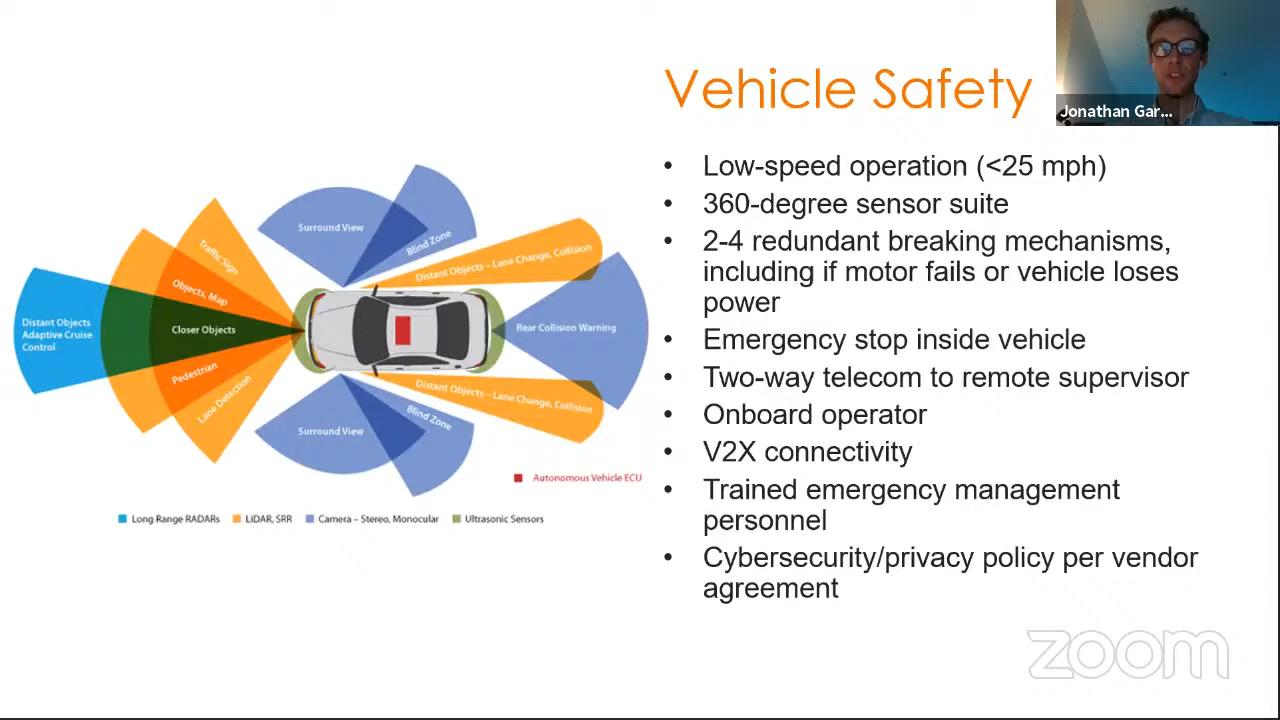 Vehicle Safety
Jonathan Gar...
• Low-speed operation (<25 mph)
• 360-degree sensor suite
• 2-4 redundant breaking mechanisms,
including if motor fails or vehicle loses
power
• Emergency stop inside vehicle
• Two-way telecom to remote supervisor
• Onboard operator
• V2X connectivity
• Trained emergency management
personnel
• Cybersecurity/privacy policy per vendor
agreement
Surround View
Blind Zone
Traffic Sign
Distant Objects – Lane Change, Collision
Objects, Map
Distant Objects
Adaptive Cruise
Control
Closer Objects
Rear Collision Warning
Pedestrian
Lane Detection
Distant Objects – Lane Change, Collision
Blind Zone
Surround View
Autonomous Vehicle ECU
Long Range RADARs
LiDAR, SRR
Camera – Stereo, Monocular
Ultrasonic Sensors
zoom